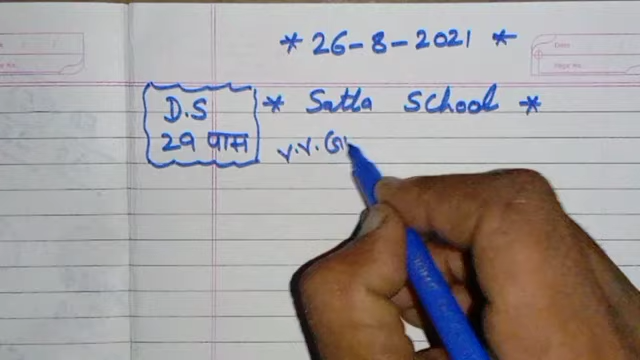 * 26-8-2021 *
* Satta School *
D.S
29 पास
v.v.